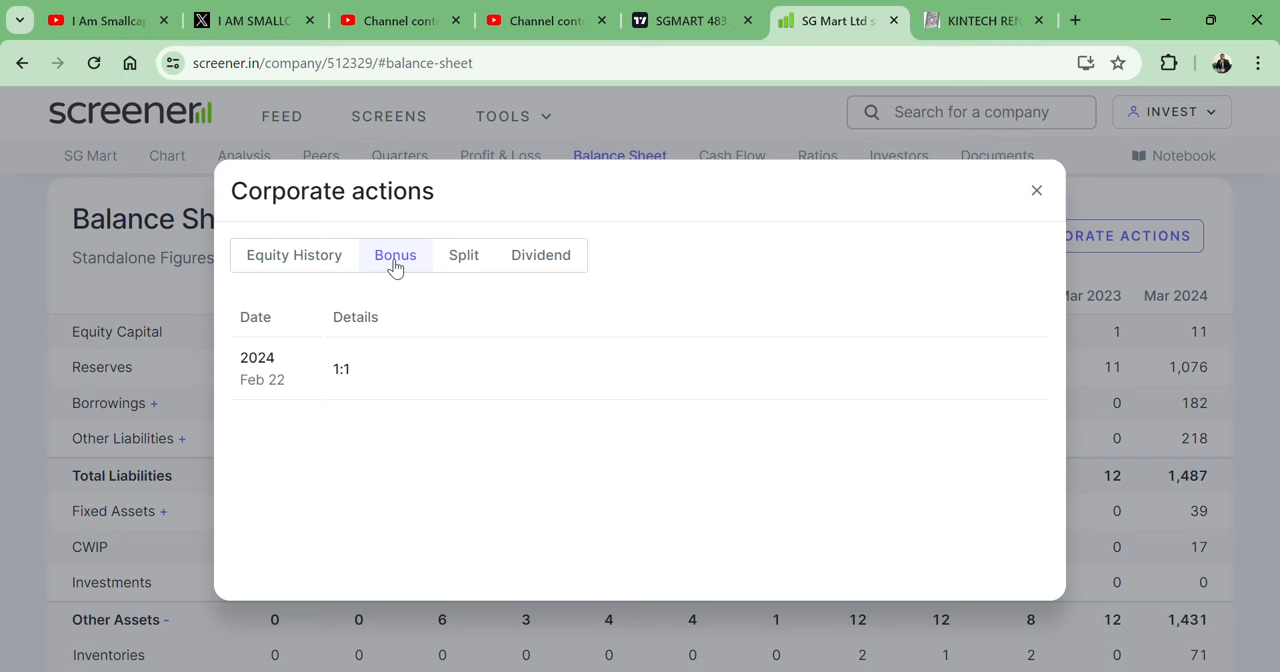 I Am Smallcap
I AM SMALLC
Channel cont
Channel cont
SGMART 483.
SG Mart Ltd s
KINTECH REN
screener.in/company/512329/#balance-sheet
screener
FEED
SCREENS
TOOLS
Search for a company
INVEST
SG Mart
Chart
Analysis
Peers
Quarters
Profit & Loss
Balance Sheet
Cash Flow
Ratios
Investors
Documents
Notebook
Corporate actions
Balance Sh
Standalone Figures
ORATE ACTIONS
Equity History
Bonus
Split
Dividend
Date Details
2024
Feb 22
1:1
Mar 2023 Mar 2024
Equity Capital 1 11
Reserves 11 1,076
Borrowings + 0 182
Other Liabilities + 0 218
Total Liabilities 12 1,487
Fixed Assets + 0 39
CWIP 0 17
Investments 0 0
Other Assets - 0 0 6 3 4 4 1 12 12 8 12 1,431
Inventories 0 0 0 0 0 0 0 2 1 2 0 71